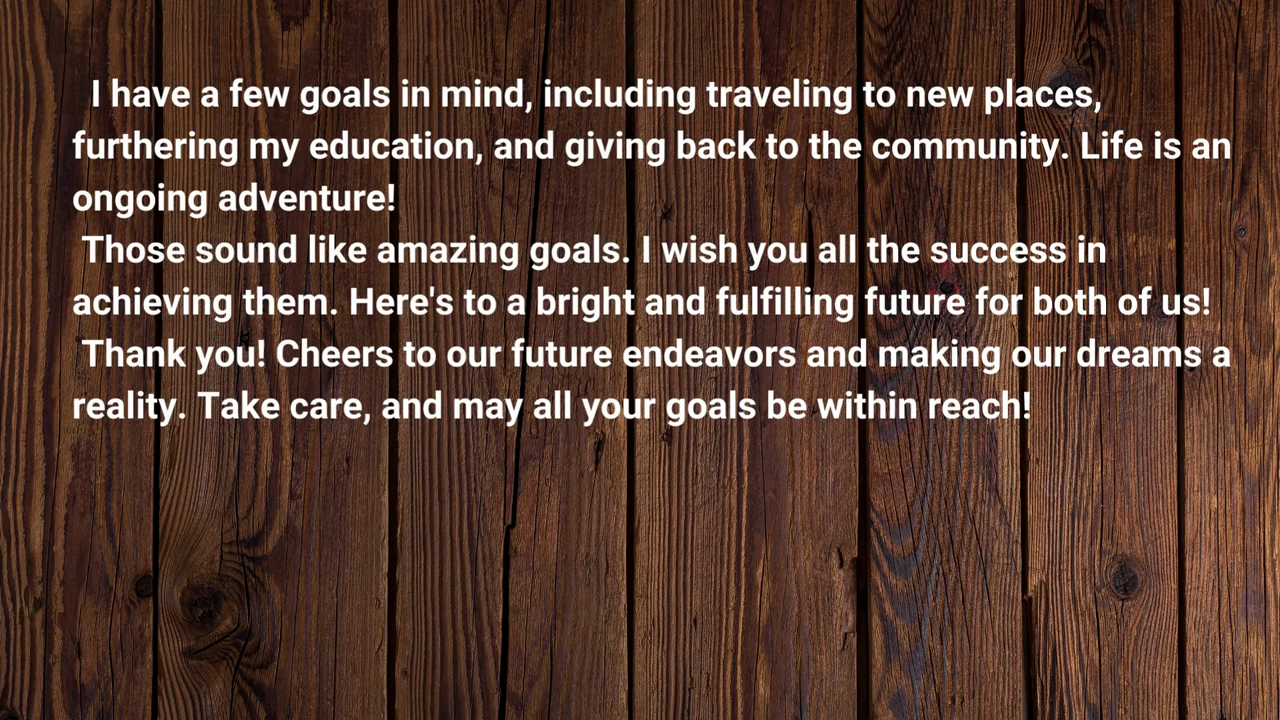 I have a few goals in mind, including traveling to new places,
furthering my education, and giving back to the community. Life is an
ongoing adventure!
Those sound like amazing goals. I wish you all the success in
achieving them. Here's to a bright and fulfilling future for both of us!
Thank you! Cheers to our future endeavors and making our dreams a
reality. Take care, and may all your goals be within reach!